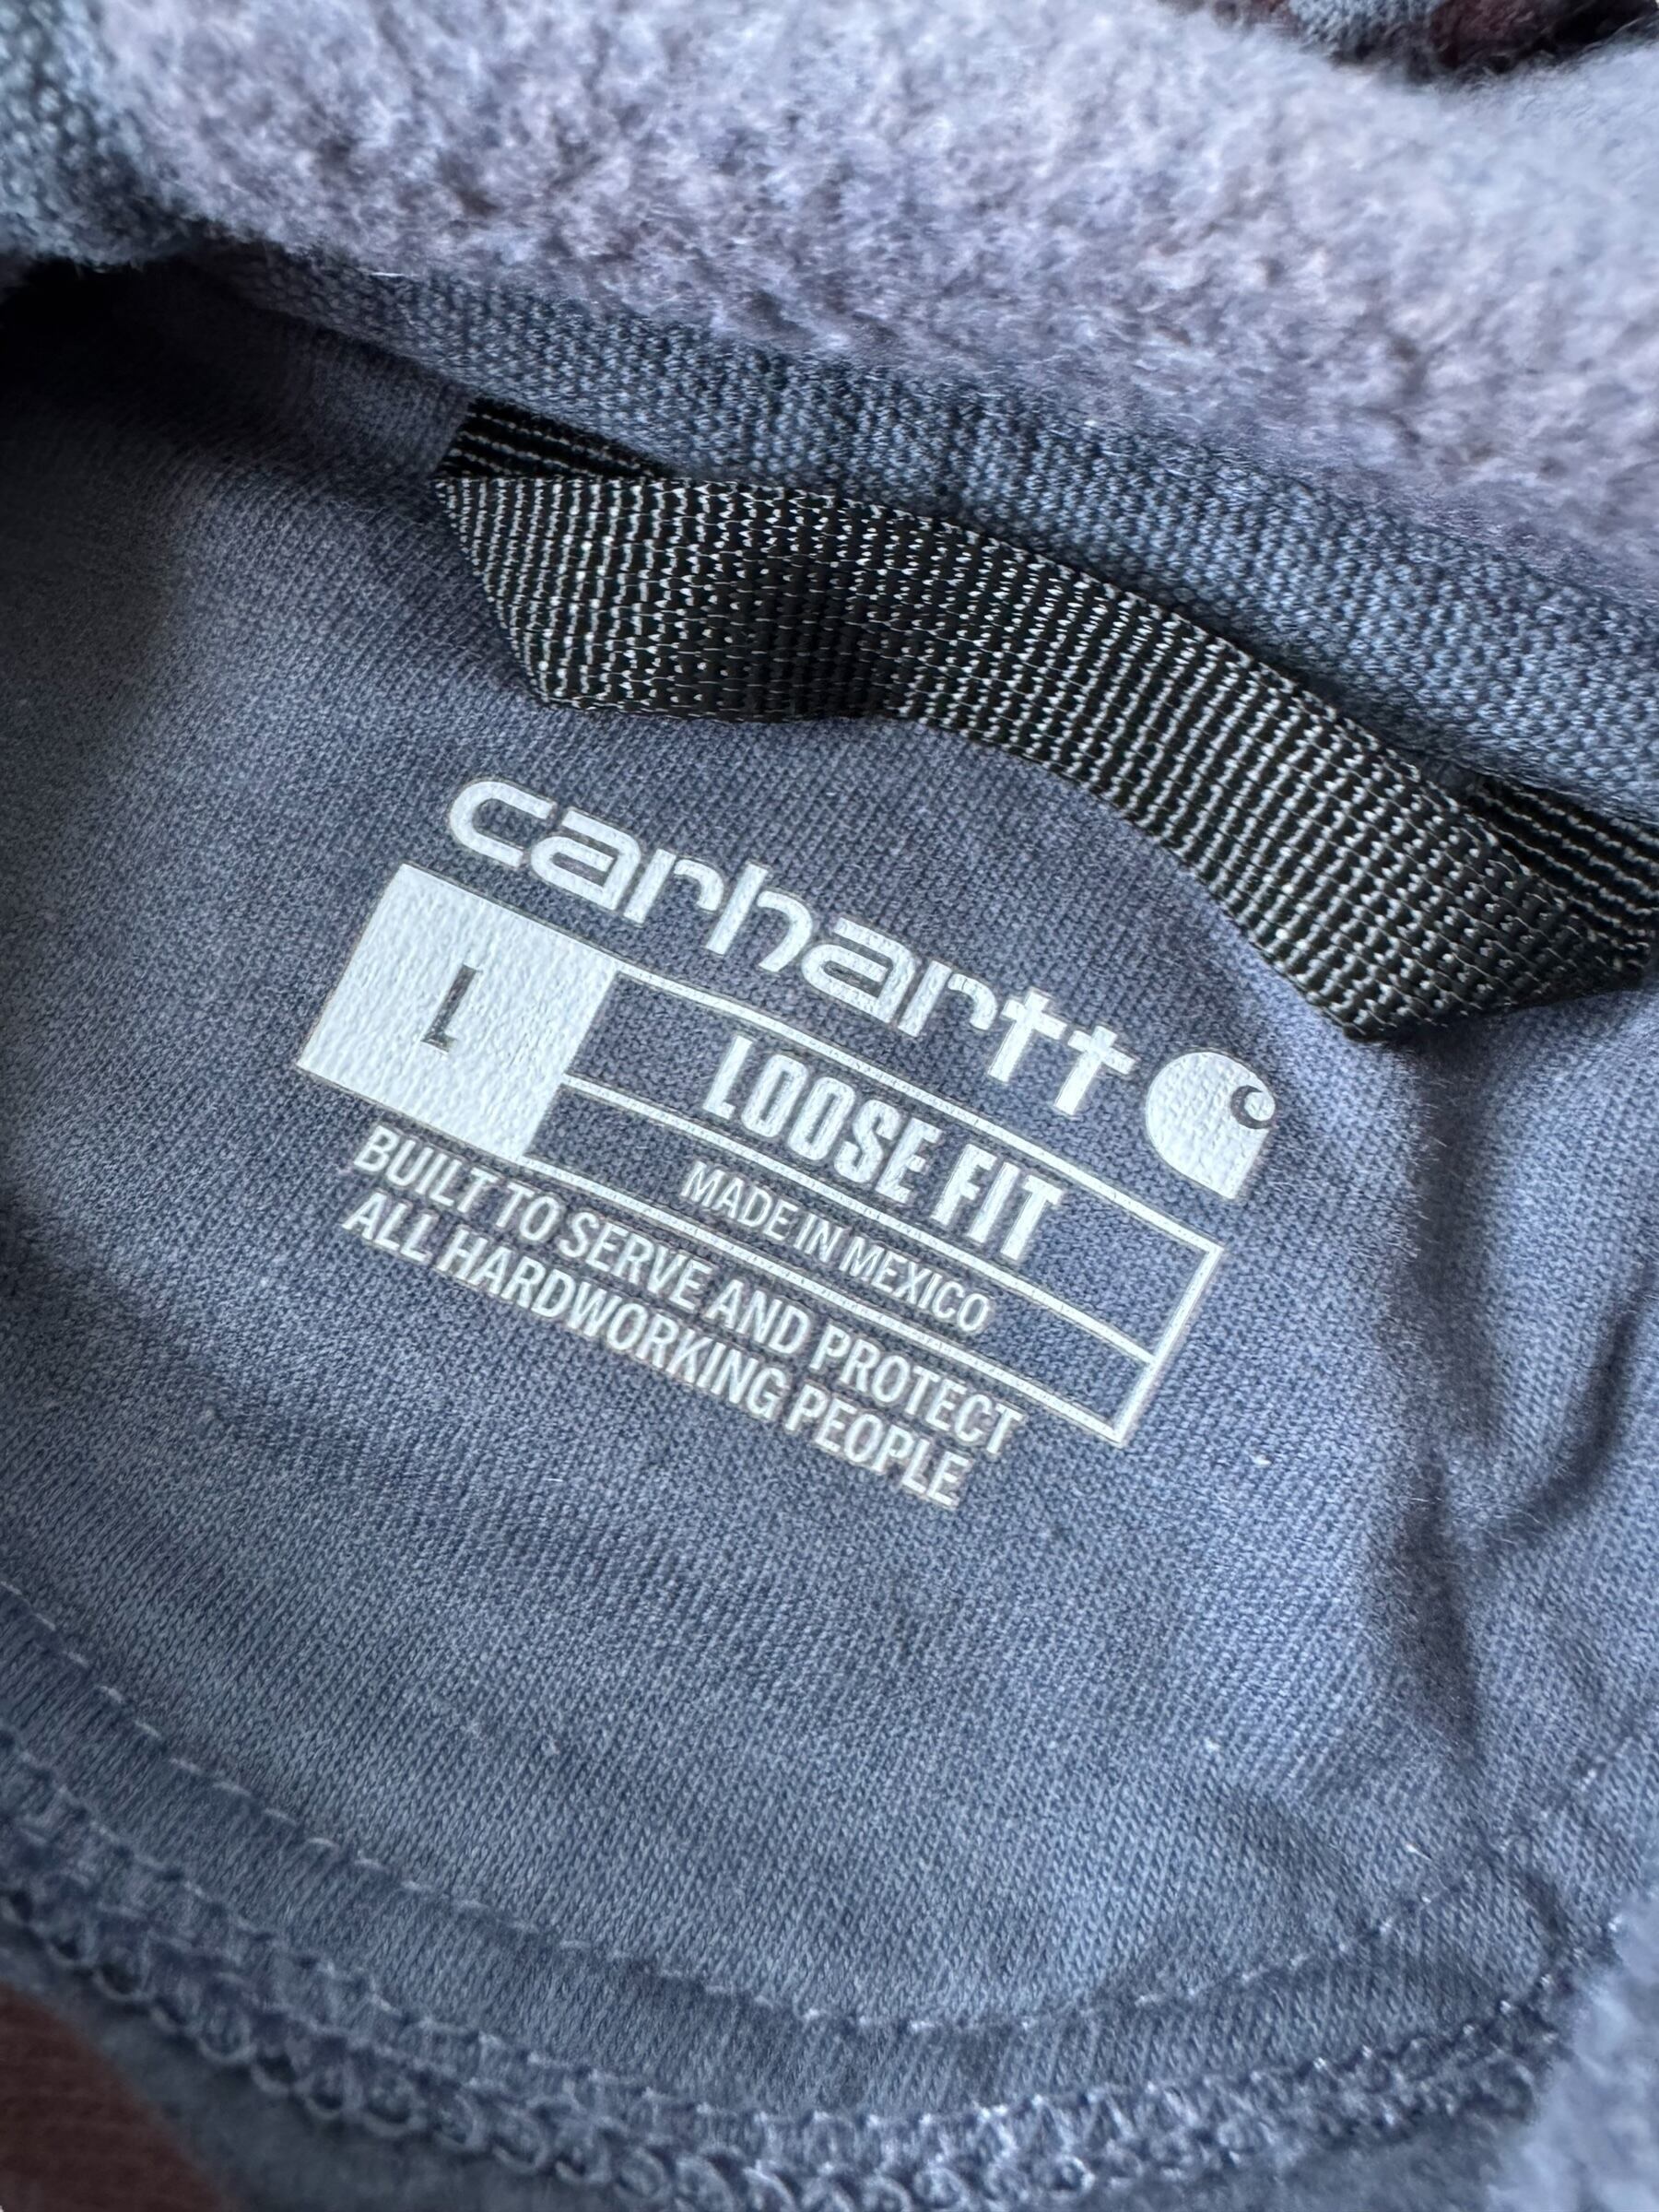 carhartt
L
LOOSE FIT
MADE IN MEXICO
BUILT TO SERVE AND PROTECT
ALL HARDWORKING PEOPLE